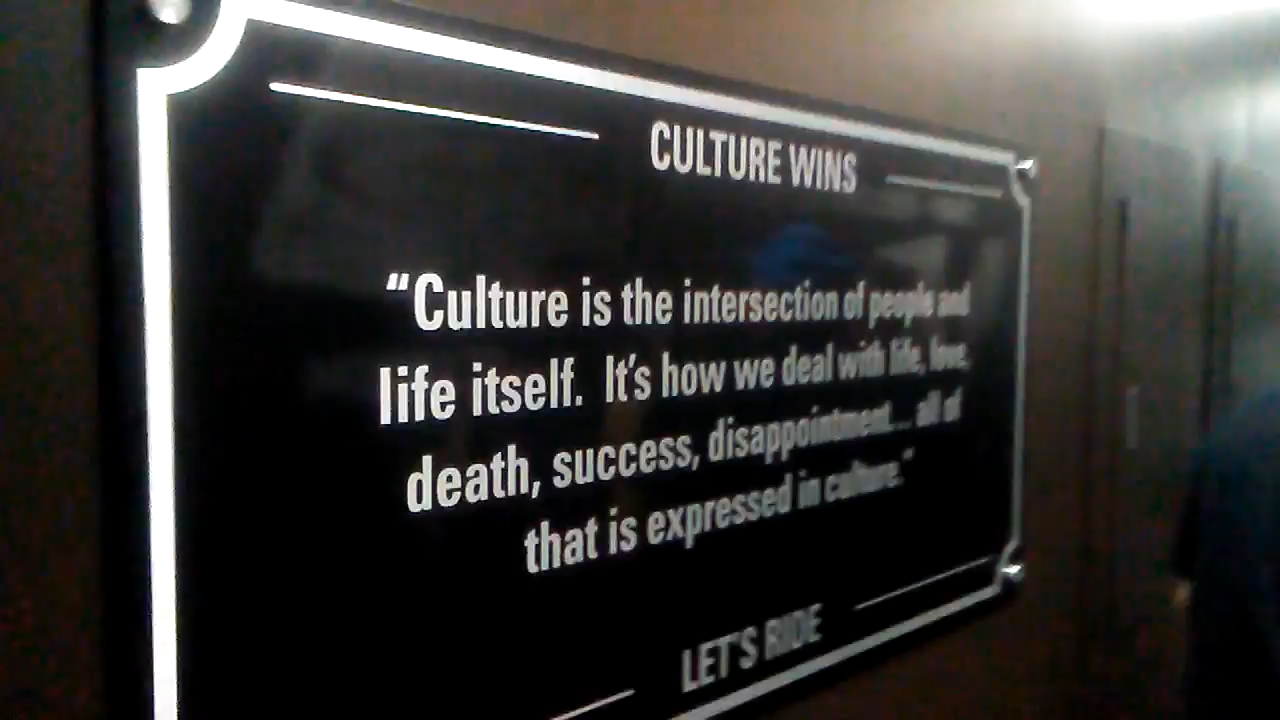 CULTURE WINS
“Culture is the intersection of people and
life itself. It’s how we deal with life, love,
death, success, disappointment... all of
that is expressed in culture.”
LET’S RIDE